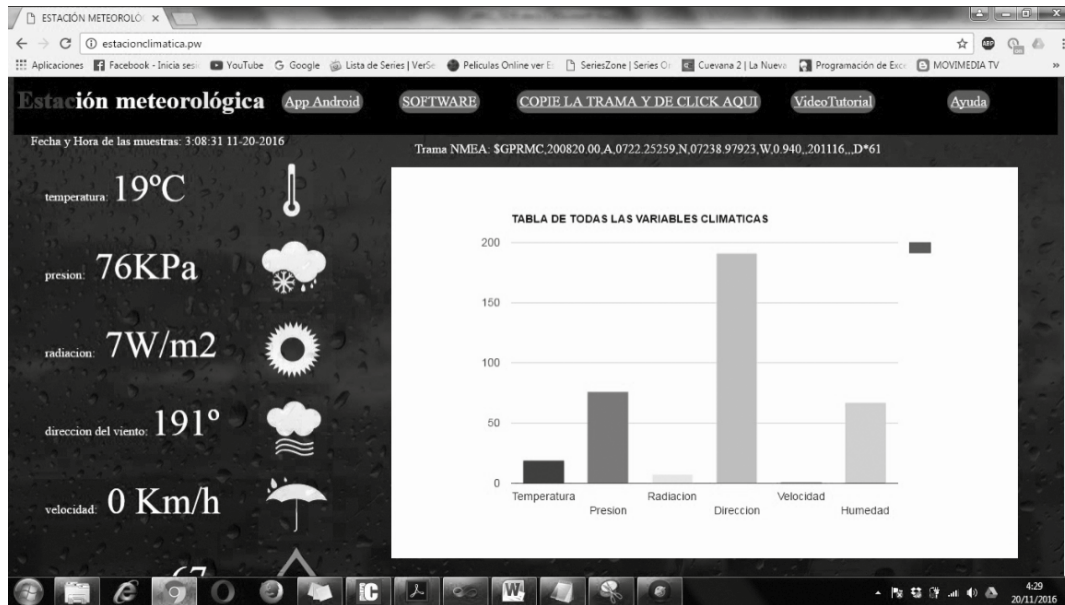 ESTACIÓN METEOROLÓ
estacionclimatica.pw
ABP
Aplicaciones Facebook - Inicia sesi YouTube Google Lista de Series | VerSe Peliculas Online ver E SeriesZone | Series O Cuevana 2 | La Nueva Programación de Exce MOVIMEDIA TV »
Estación meteorológica App Android SOFTWARE COPIE LA TRAMA Y DE CLICK AQUI VideoTutorial Ayuda
Fecha y Hora de las muestras: 3:08:31 11-20-2016
Trama NMEA: $GPRMC,200820.00,A,0722.25259,N,07238.97923,W,0.940,,201116,,,D*61
temperatura: 19ºC
presion: 76KPa
radiacion: 7W/m2
direccion del viento: 191º
velocidad: 0 Km/h
67
TABLA DE TODAS LAS VARIABLES CLIMATICAS
200
150
100
50
0
Temperatura
Presion
Radiacion
Direccion
Velocidad
Humedad
4:29
20/11/2016